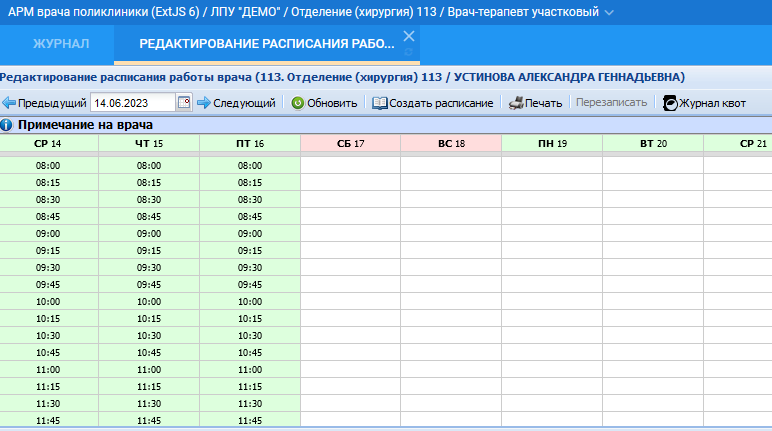 АРМ врача поликлиники (ExtJS 6) / ЛПУ "ДЕМО" / Отделение (хирургия) 113 / Врач-терапевт участковый
ЖУРНАЛ РЕДАКТИРОВАНИЕ РАСПИСАНИЯ РАБО...
Редактирование расписания работы врача (113. Отделение (хирургия) 113 / УСТИНОВА АЛЕКСАНДРА ГЕННАДЬЕВНА)
Предыдущий 14.06.2023 Следующий Обновить Создать расписание Печать Перезаписать Журнал квот
Примечание на врача
СР 14 ЧТ 15 ПТ 16 СБ 17 ВС 18 ПН 19 ВТ 20 СР 21
08:00 08:00 08:00
08:15 08:15 08:15
08:30 08:30 08:30
08:45 08:45 08:45
09:00 09:00 09:00
09:15 09:15 09:15
09:30 09:30 09:30
09:45 09:45 09:45
10:00 10:00 10:00
10:15 10:15 10:15
10:30 10:30 10:30
10:45 10:45 10:45
11:00 11:00 11:00
11:15 11:15 11:15
11:30 11:30 11:30
11:45 11:45 11:45